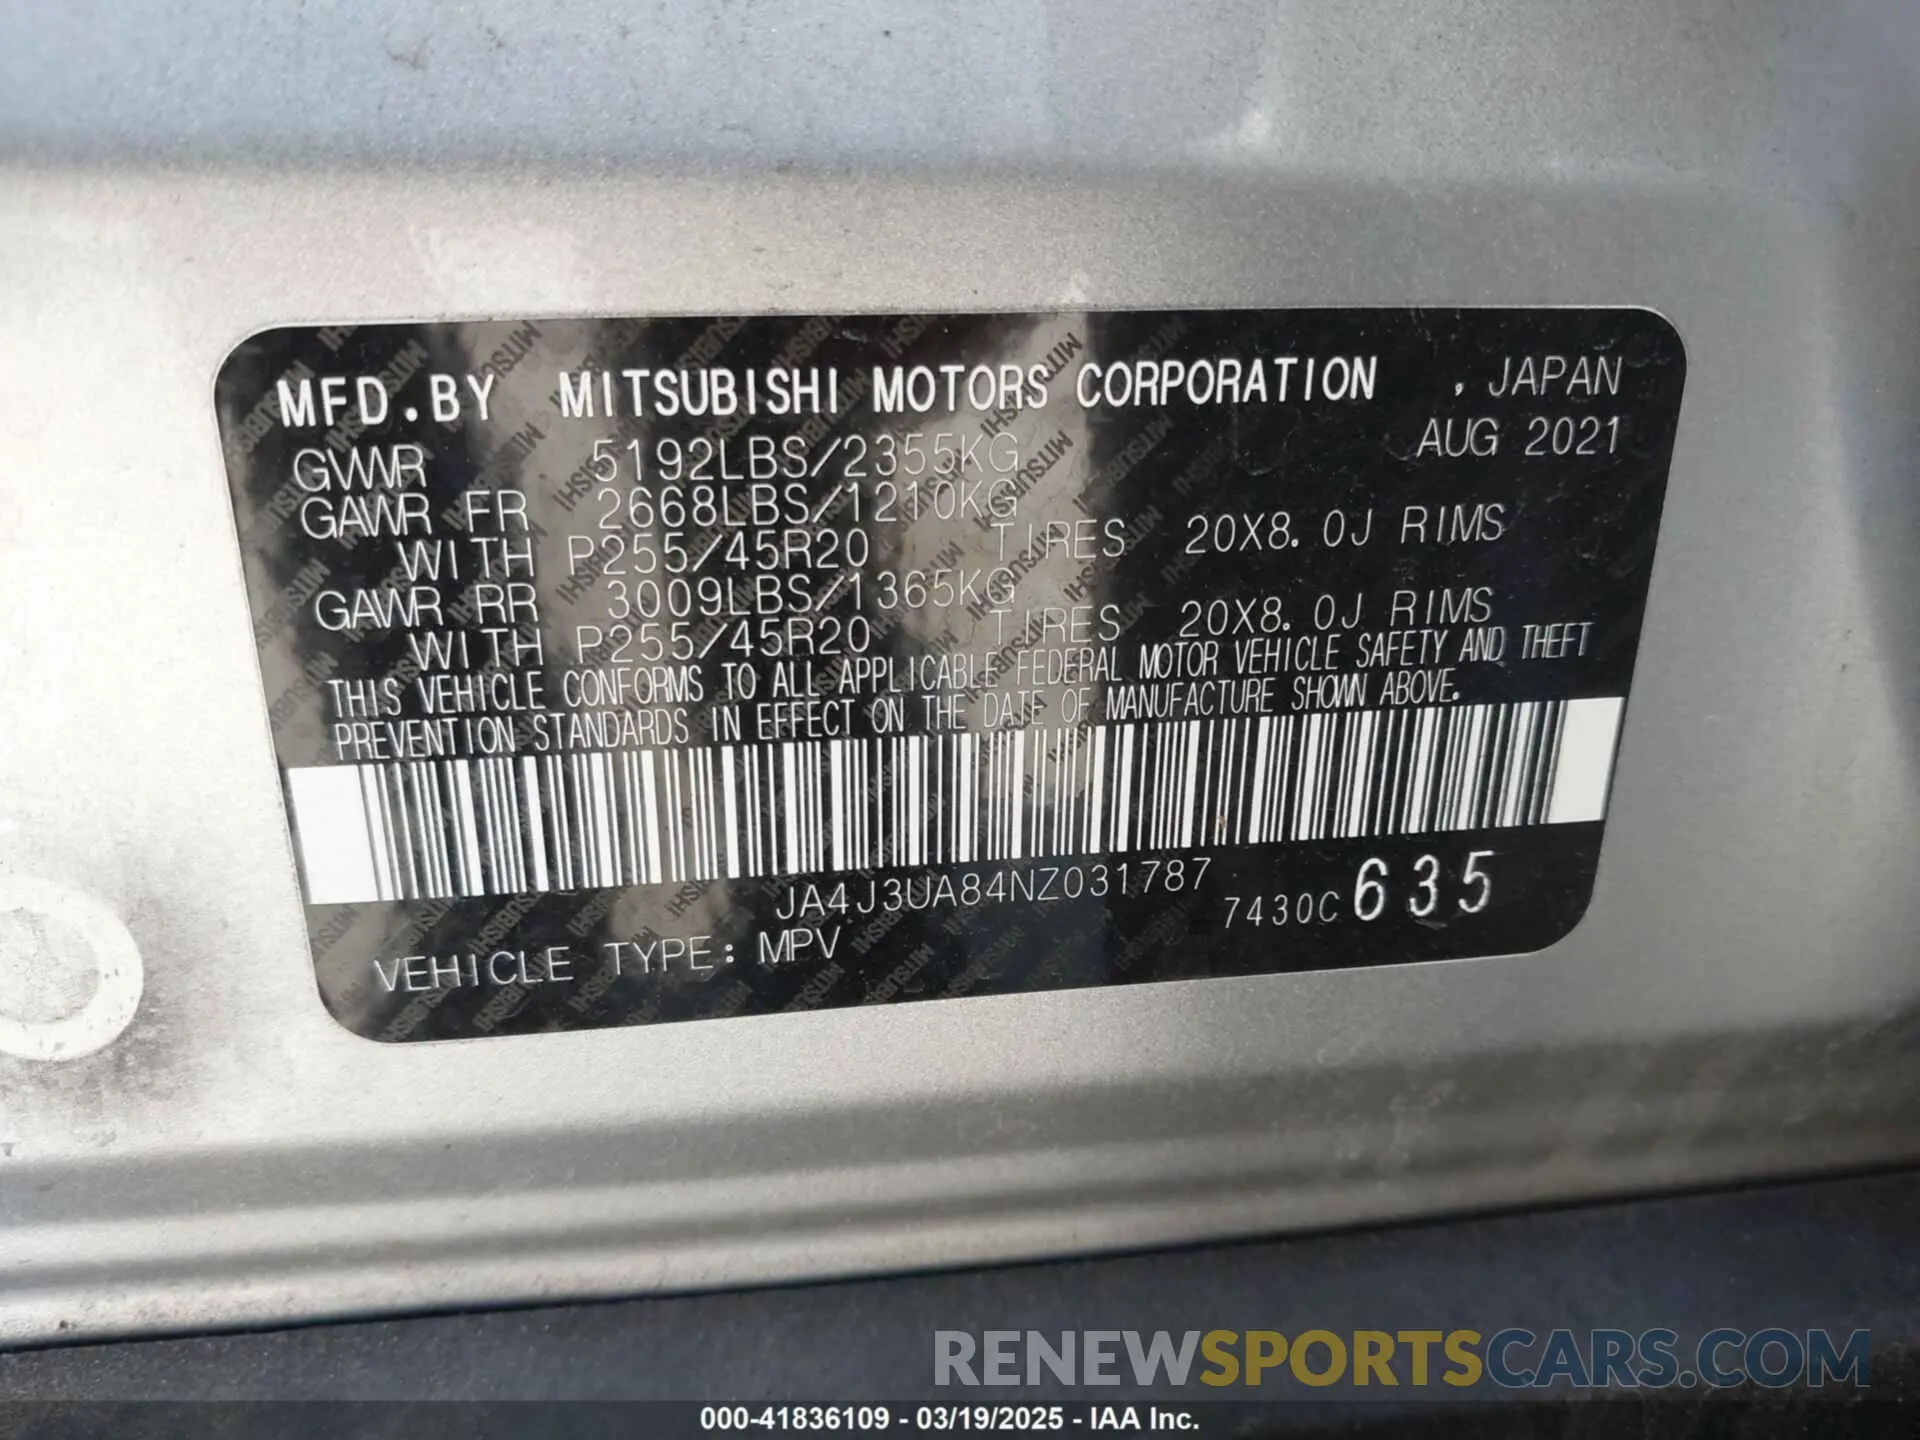 MFD.BY MITSUBISHI MOTORS CORPORATION , JAPAN
GVWR 5192LBS/2355KG AUG 2021
GAWR FR 2668LBS/1210KG
WITH P255/45R20 TIRES 20X8.0J RIMS
GAWR RR 3009LBS/1365KG
WITH P255/45R20 TIRES 20X8.0J RIMS
THIS VEHICLE CONFORMS TO ALL APPLICABLE FEDERAL MOTOR VEHICLE SAFETY AND THEFT
PREVENTION STANDARDS IN EFFECT ON THE DATE OF MANUFACTURE SHOWN ABOVE.
JA4J3UA84NZ031787 7430C635
VEHICLE TYPE: MPV
RENEWSPORTSCARS.COM
000-41836109 - 03/19/2025 - IAA Inc.